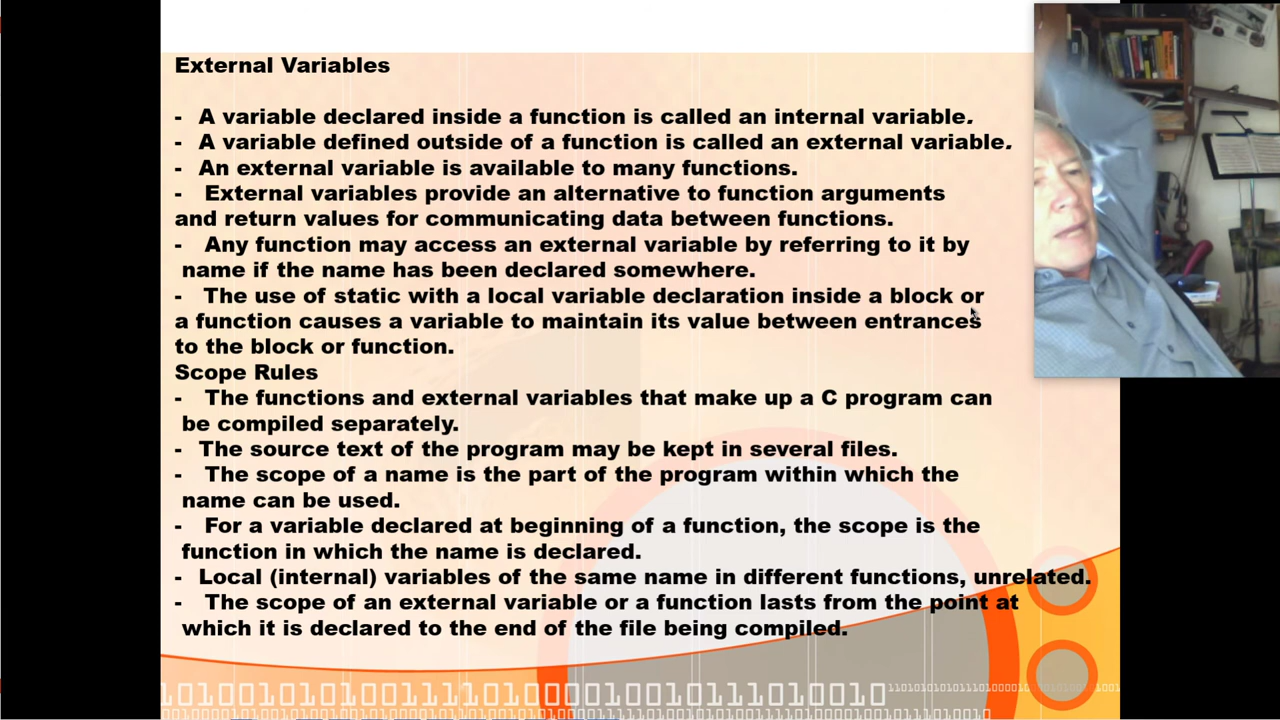 External Variables
- A variable declared inside a function is called an internal variable.
- A variable defined outside of a function is called an external variable.
- An external variable is available to many functions.
- External variables provide an alternative to function arguments
and return values for communicating data between functions.
- Any function may access an external variable by referring to it by
name if the name has been declared somewhere.
- The use of static with a local variable declaration inside a block or
a function causes a variable to maintain its value between entrances
to the block or function.
Scope Rules
- The functions and external variables that make up a C program can
be compiled separately.
- The source text of the program may be kept in several files.
- The scope of a name is the part of the program within which the
name can be used.
- For a variable declared at beginning of a function, the scope is the
function in which the name is declared.
- Local (internal) variables of the same name in different functions, unrelated.
- The scope of an external variable or a function lasts from the point at
which it is declared to the end of the file being compiled.